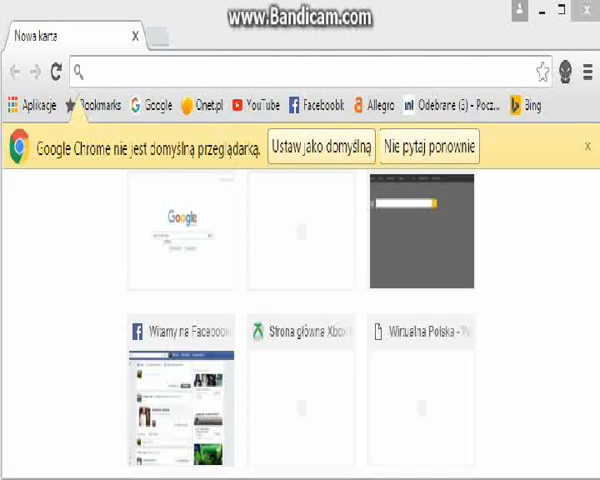 www.Bandicam.com
Nowa karta
Aplikacje Bookmarks Google Onet.pl YouTube Facebookk Allegro Odebrane (3) - Pocz... Bing
Google Chrome nie jest domyślną przeglądarką. Ustaw jako domyślną Nie pytaj ponownie
Google
Witamy na Facebook Strona główna Xbox Wirtualna Polska - W